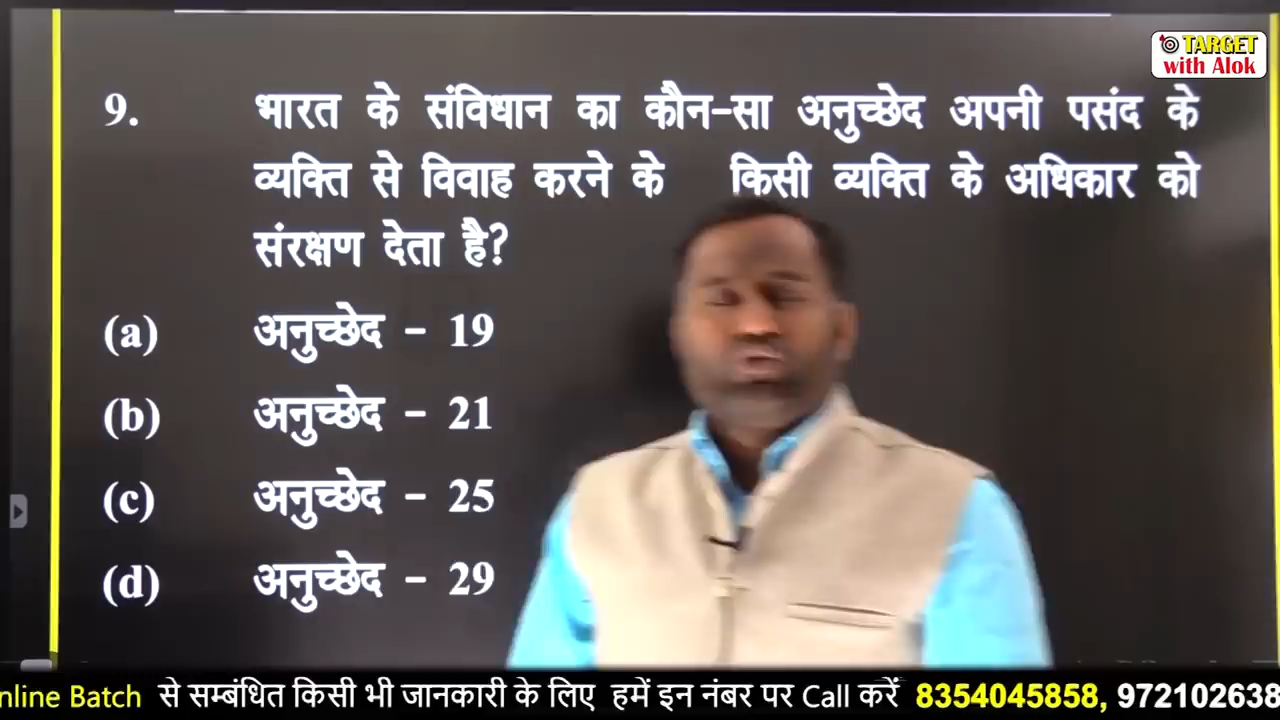 TARGET
with Alok
9. भारत के संविधान का कौन-सा अनुच्छेद अपनी पसंद के
व्यक्ति से विवाह करने के किसी व्यक्ति के अधिकार को
संरक्षण देता है?
(a) अनुच्छेद - 19
(b) अनुच्छेद - 21
(c) अनुच्छेद - 25
(d) अनुच्छेद - 29
nline Batch से सम्बंधित किसी भी जानकारी के लिए हमें इन नंबर पर Call करें 8354045858, 972102638